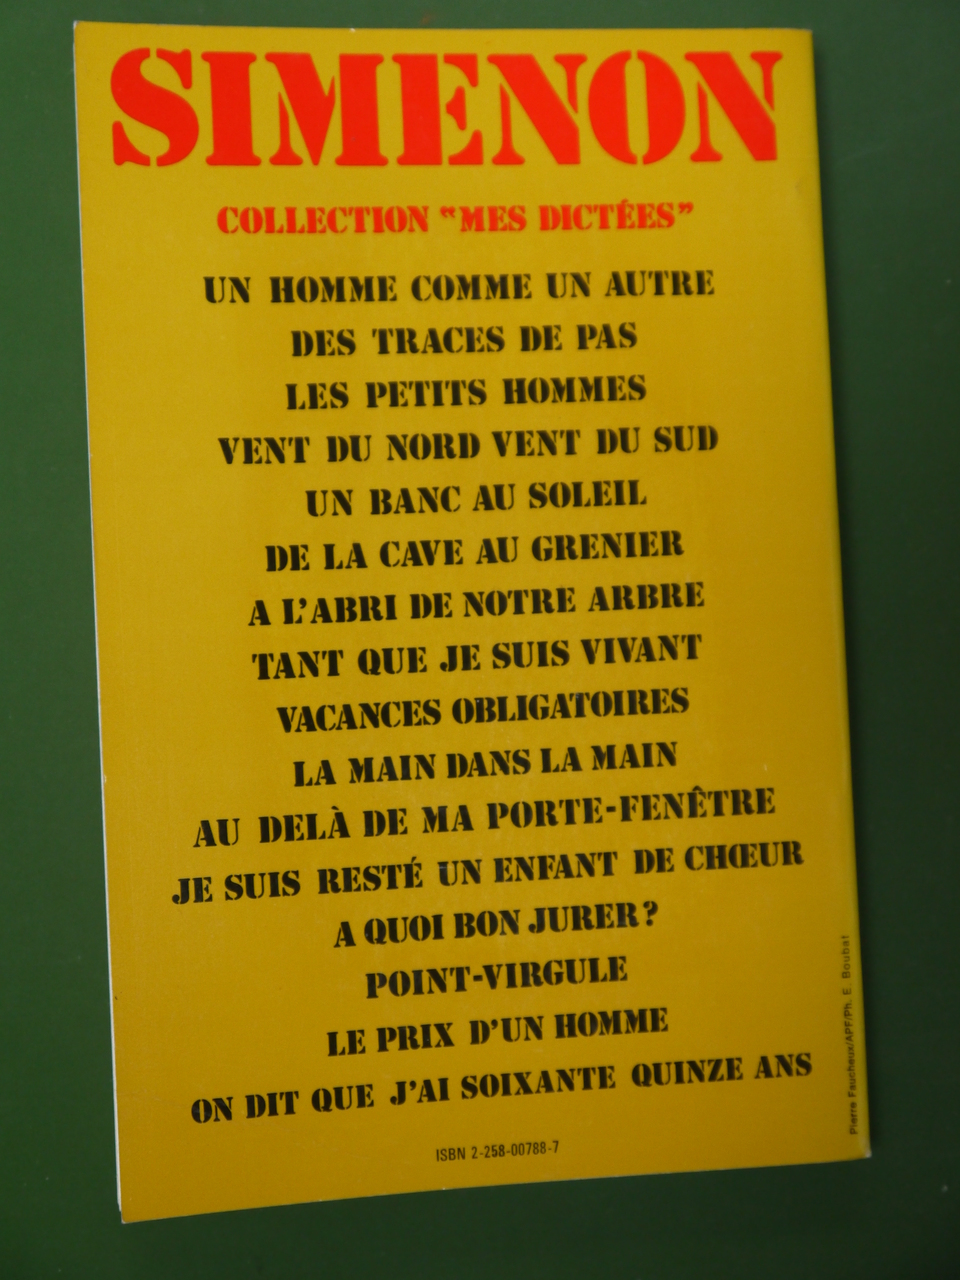 SIMENON
COLLECTION "MES DICTÉES"
UN HOMME COMME UN AUTRE
DES TRACES DE PAS
LES PETITS HOMMES
VENT DU NORD VENT DU SUD
UN BANC AU SOLEIL
DE LA CAVE AU GRENIER
A L'ABRI DE NOTRE ARBRE
TANT QUE JE SUIS VIVANT
VACANCES OBLIGATOIRES
LA MAIN DANS LA MAIN
AU DELÀ DE MA PORTE-FENÊTRE
JE SUIS RESTÉ UN ENFANT DE CHŒUR
A QUOI BON JURER?
POINT-VIRGULE
LE PRIX D'UN HOMME
ON DIT QUE J'AI SOIXANTE QUINZE ANS
ISBN 2-258-00788-7
Pierre Faucheux/APF/Ph. E. Boubat